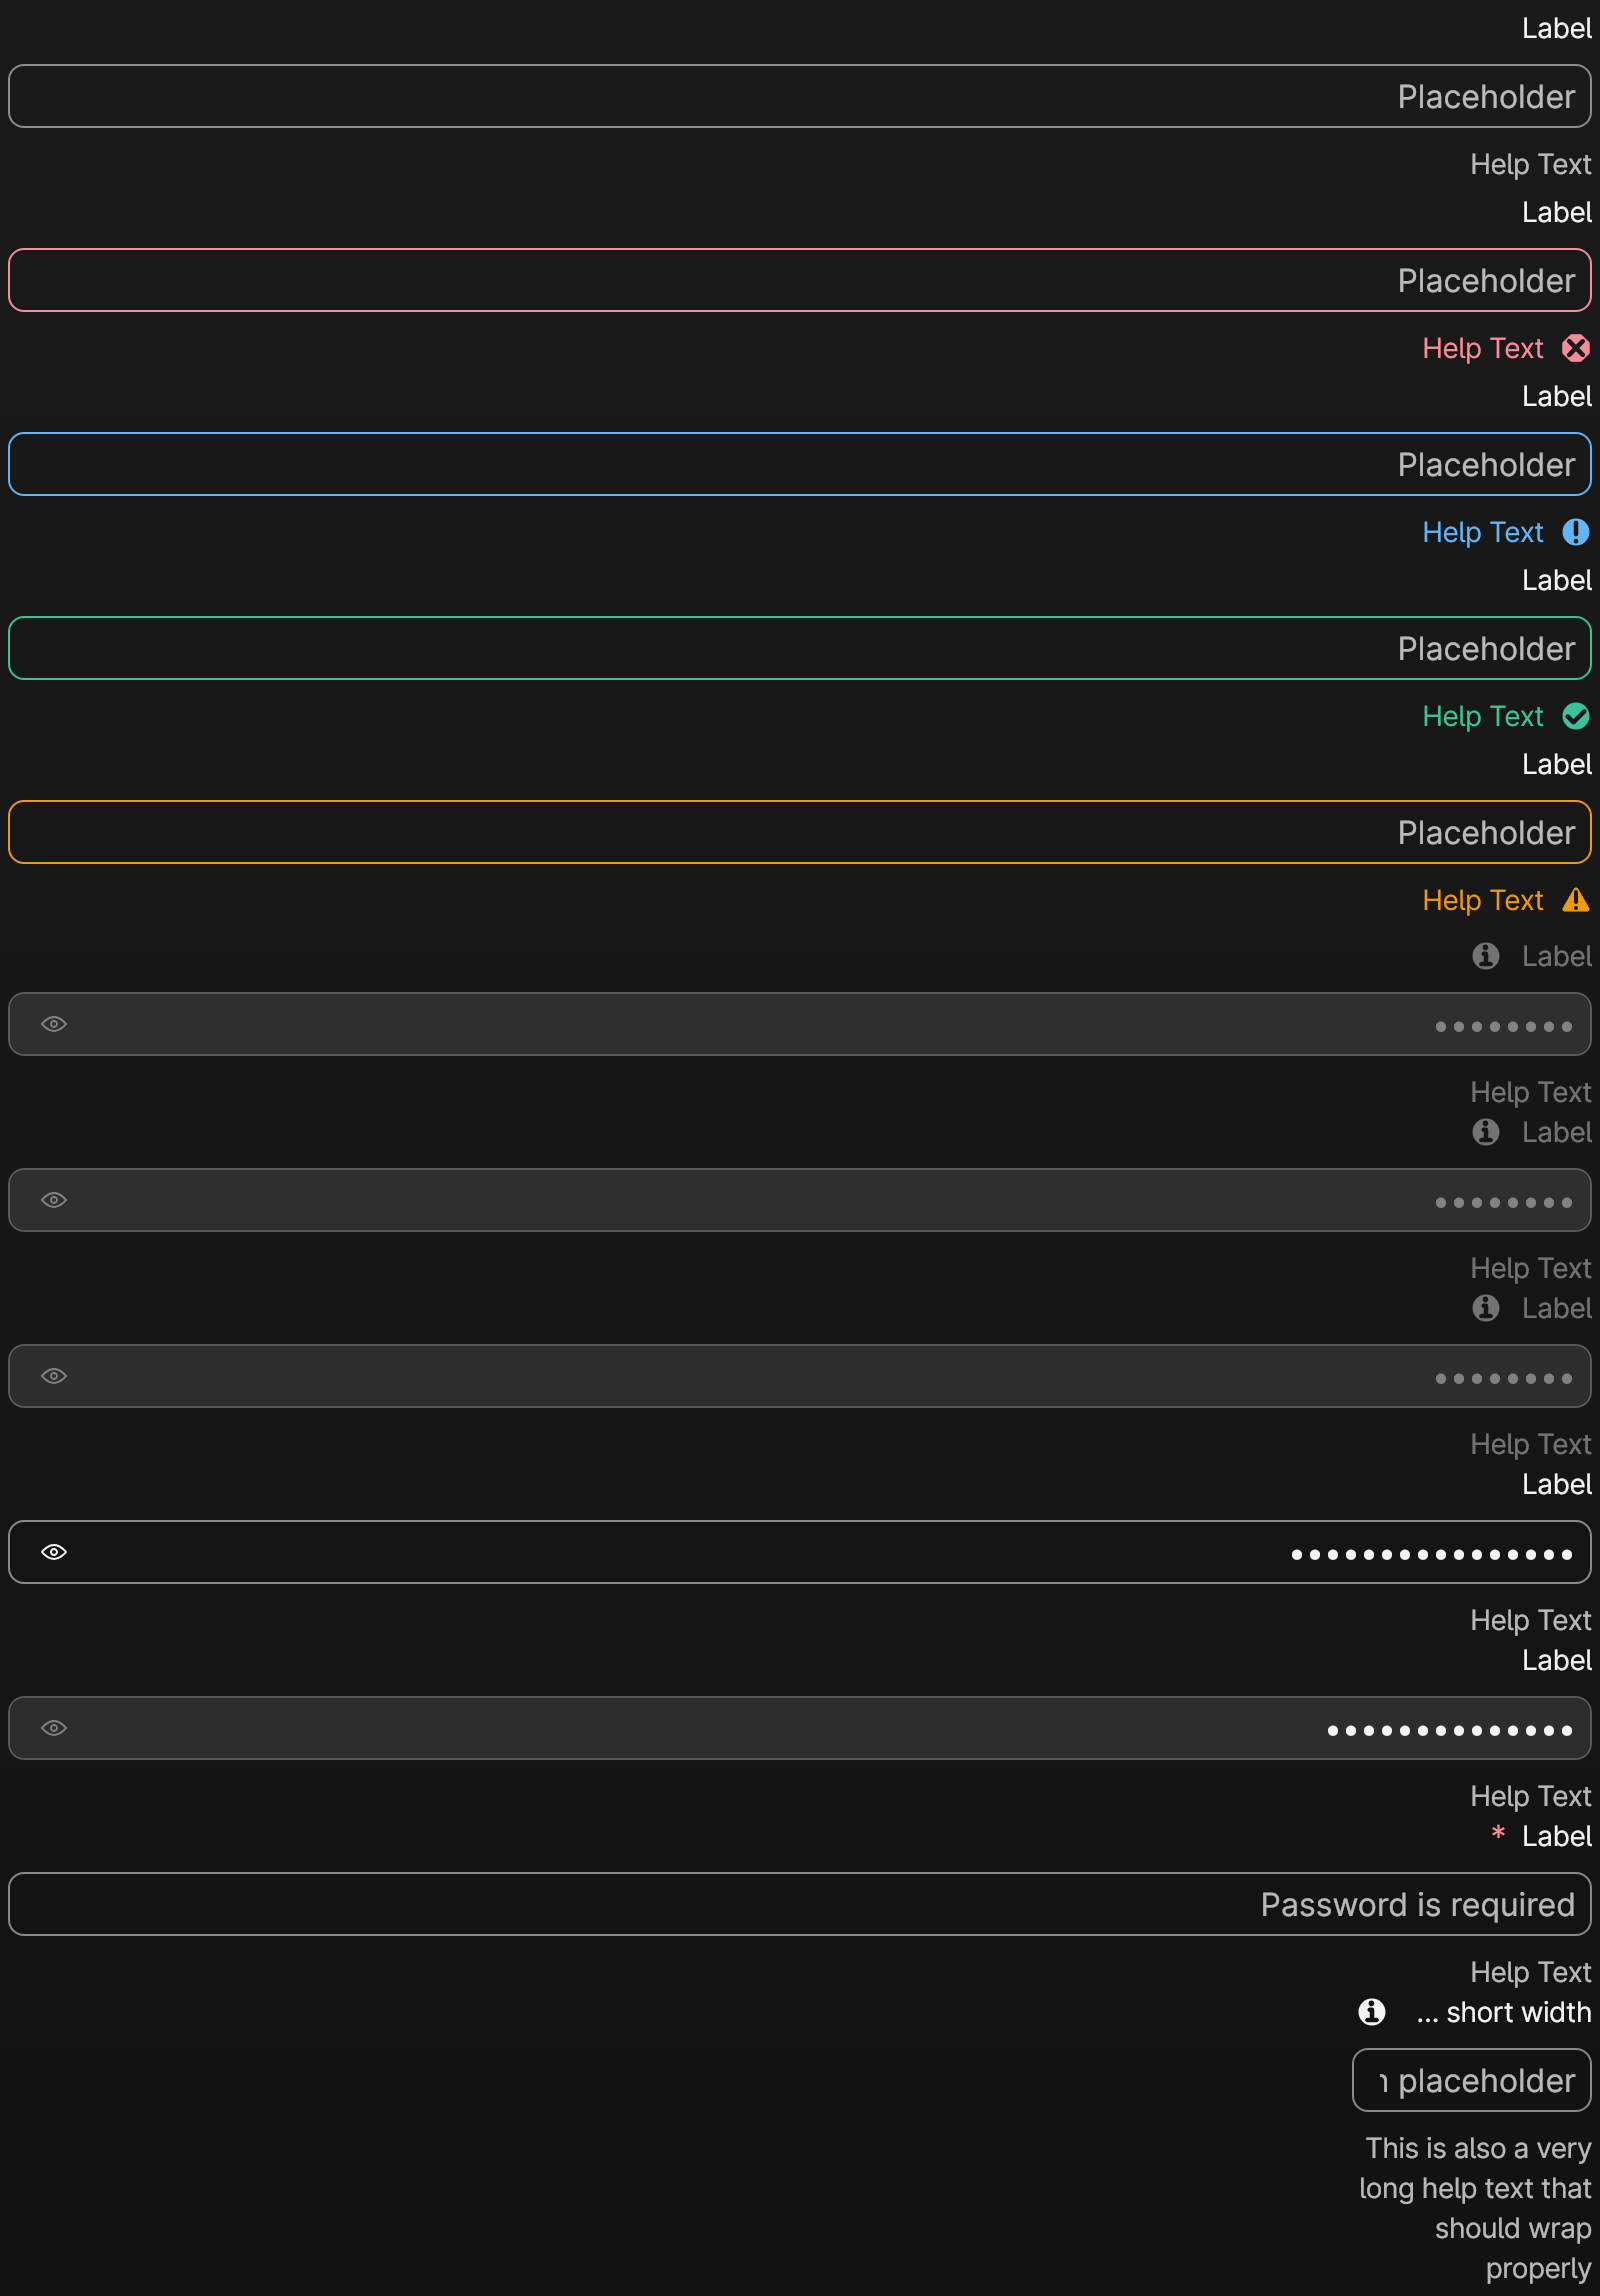 Label
Placeholder
Help Text
Label
Placeholder
Help Text
Label
Placeholder
Help Text
Label
Placeholder
Help Text
Label
Placeholder
Help Text
Label
••••••••
Help Text
Label
••••••••
Help Text
Label
••••••••
Help Text
Label
••••••••••••••••
Help Text
Label
••••••••••••••
Help Text
* Label
Password is required
Help Text
... short width
placeholder
This is also a very
long help text that
should wrap
properly